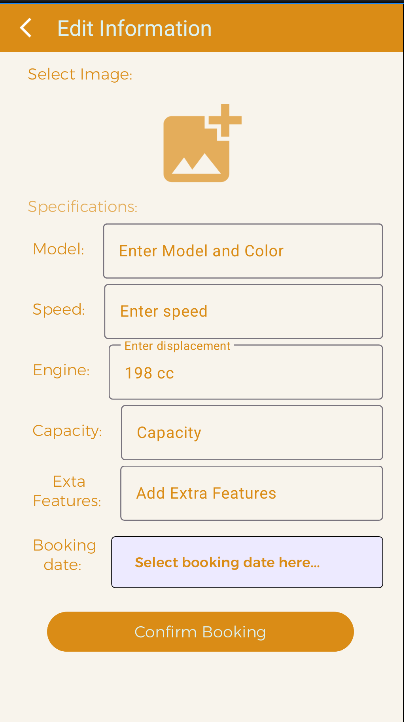 Edit Information
Select Image:
Specifications:
Model:
Enter Model and Color
Speed:
Enter speed
Enter displacement
Engine:
198 cc
Capacity:
Capacity
Exta
Features:
Add Extra Features
Booking
date:
Select booking date here...
Confirm Booking